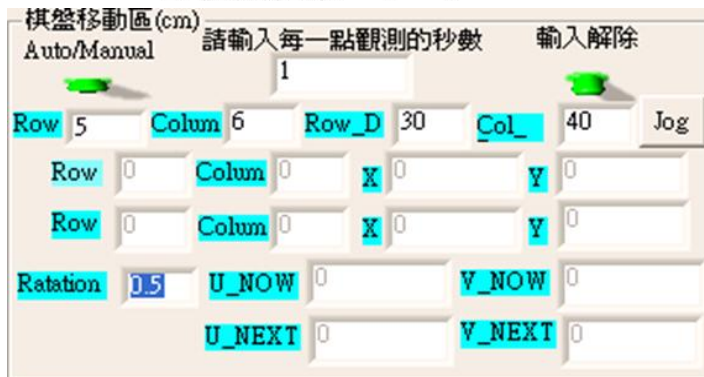 棋盤移動區(cm)
Auto/Manual 請輸入每一點觀測的秒數 輸入解除
1
Row 5 Colum 6 Row_D 30 Col_ 40 Jog
Row 0 Colum 0 X 0 Y 0
Row 0 Colum 0 X 0 Y 0
Ratation 0.5 U_NOW 0 V_NOW 0
U_NEXT 0 V_NEXT 0